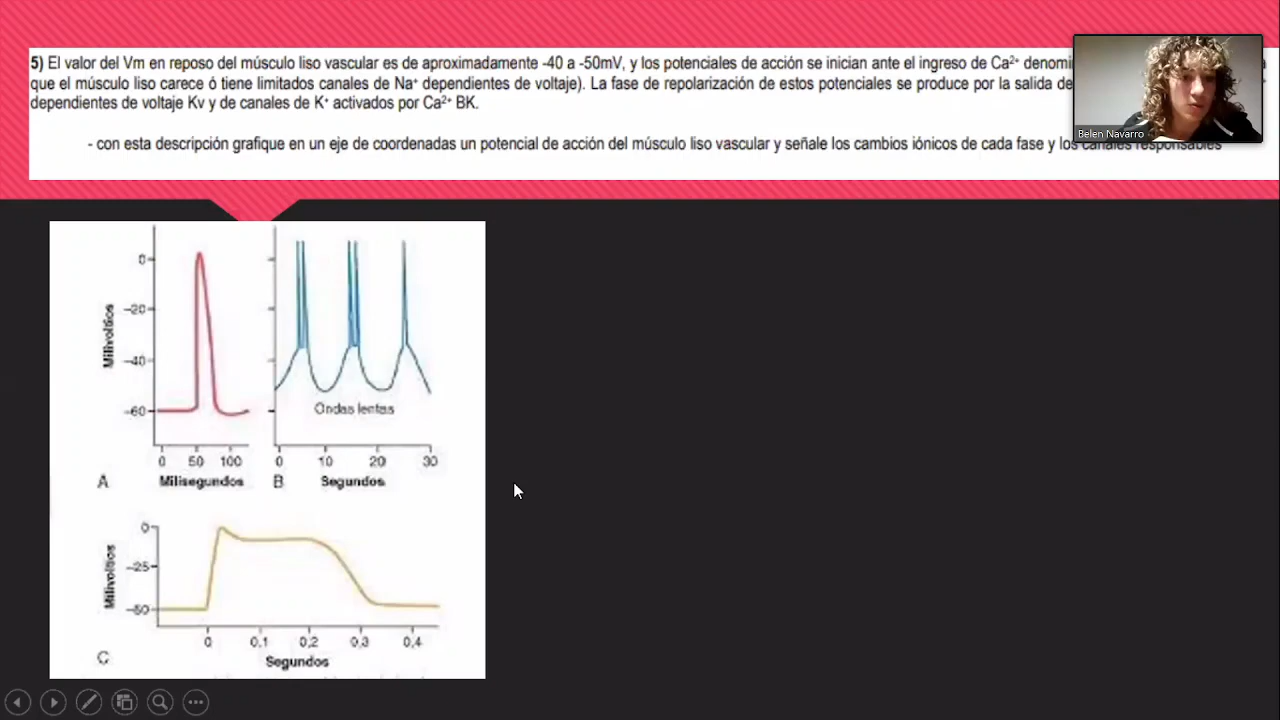 5) El valor del Vm en reposo del músculo liso vascular es de aproximadamente -40 a -50mV, y los potenciales de acción se inician ante el ingreso de Ca²⁺ denomin
que el músculo liso carece ó tiene limitados canales de Na⁺ dependientes de voltaje). La fase de repolarización de estos potenciales se produce por la salida de
dependientes de voltaje Kv y de canales de K⁺ activados por Ca²⁺ BK.
- con esta descripción grafique en un eje de coordenadas un potencial de acción del músculo liso vascular y señale los cambios iónicos de cada fase y los canales responsables
Belen Navarro
Milivoltios
0
-20
-40
-60
0 50 100
A Milisegundos
Ondas lentas
0 10 20 30
B Segundos
Milivoltios
0
-25
-50
0 0,1 0,2 0,3 0,4
C Segundos